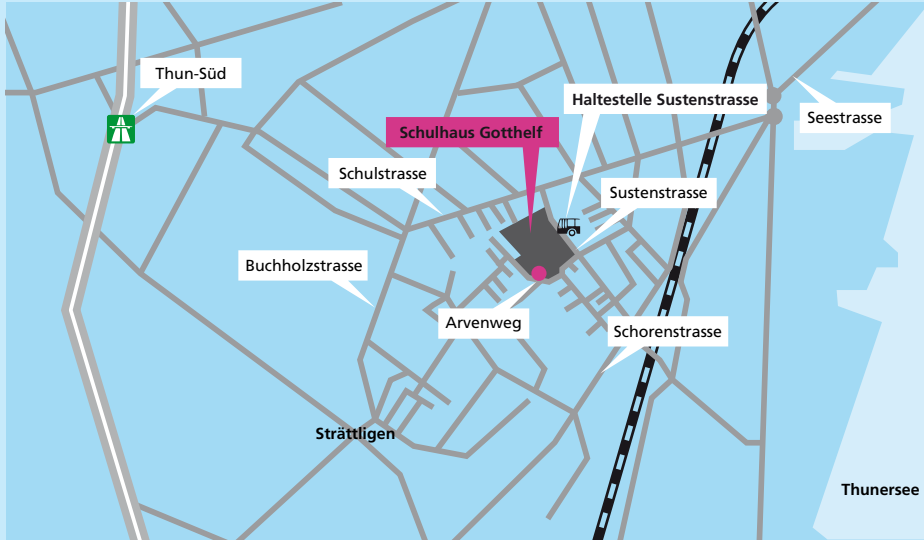 Thun-Süd
Haltestelle Sustenstrasse
Seestrasse
Schulhaus Gotthelf
Schulstrasse
Sustenstrasse
Buchholzstrasse
Arvenweg
Schorenstrasse
Strättligen
Thunersee